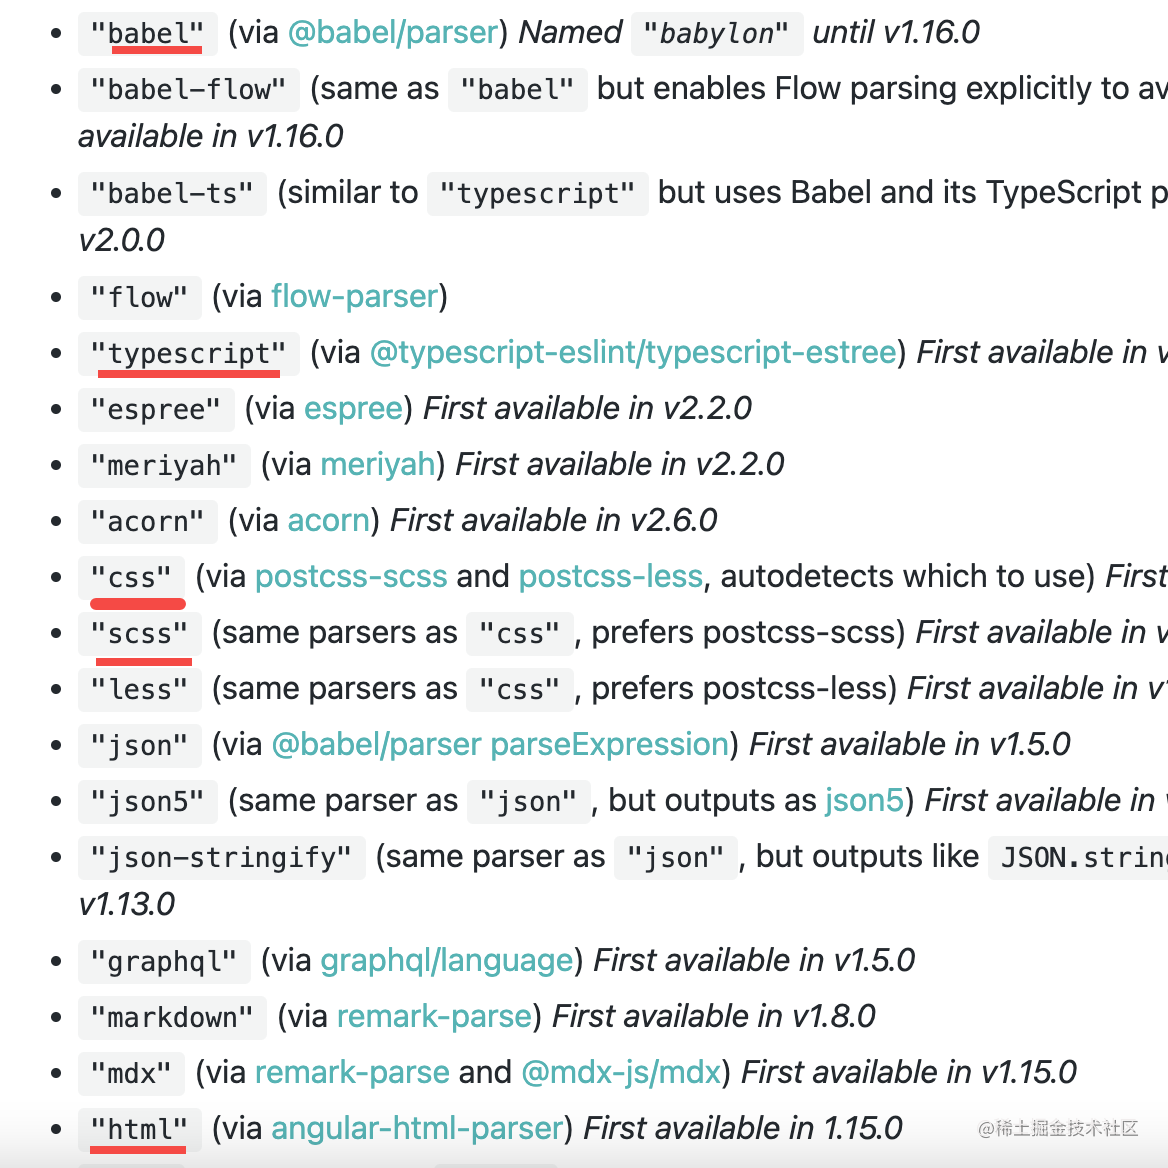 "babel" (via @babel/parser) Named "babylon" until v1.16.0
"babel-flow" (same as "babel" but enables Flow parsing explicitly to av
available in v1.16.0
"babel-ts" (similar to "typescript" but uses Babel and its TypeScript p
v2.0.0
"flow" (via flow-parser)
"typescript" (via @typescript-eslint/typescript-estree) First available in v
"espree" (via espree) First available in v2.2.0
"meriyah" (via meriyah) First available in v2.2.0
"acorn" (via acorn) First available in v2.6.0
"css" (via postcss-scss and postcss-less, autodetects which to use) First
"scss" (same parsers as "css", prefers postcss-scss) First available in v
"less" (same parsers as "css", prefers postcss-less) First available in v1
"json" (via @babel/parser parseExpression) First available in v1.5.0
"json5" (same parser as "json", but outputs as json5) First available in
"json-stringify" (same parser as "json", but outputs like JSON.string
v1.13.0
"graphql" (via graphql/language) First available in v1.5.0
"markdown" (via remark-parse) First available in v1.8.0
"mdx" (via remark-parse and @mdx-js/mdx) First available in v1.15.0
"html" (via angular-html-parser) First available in 1.15.0
@稀土掘金技术社区